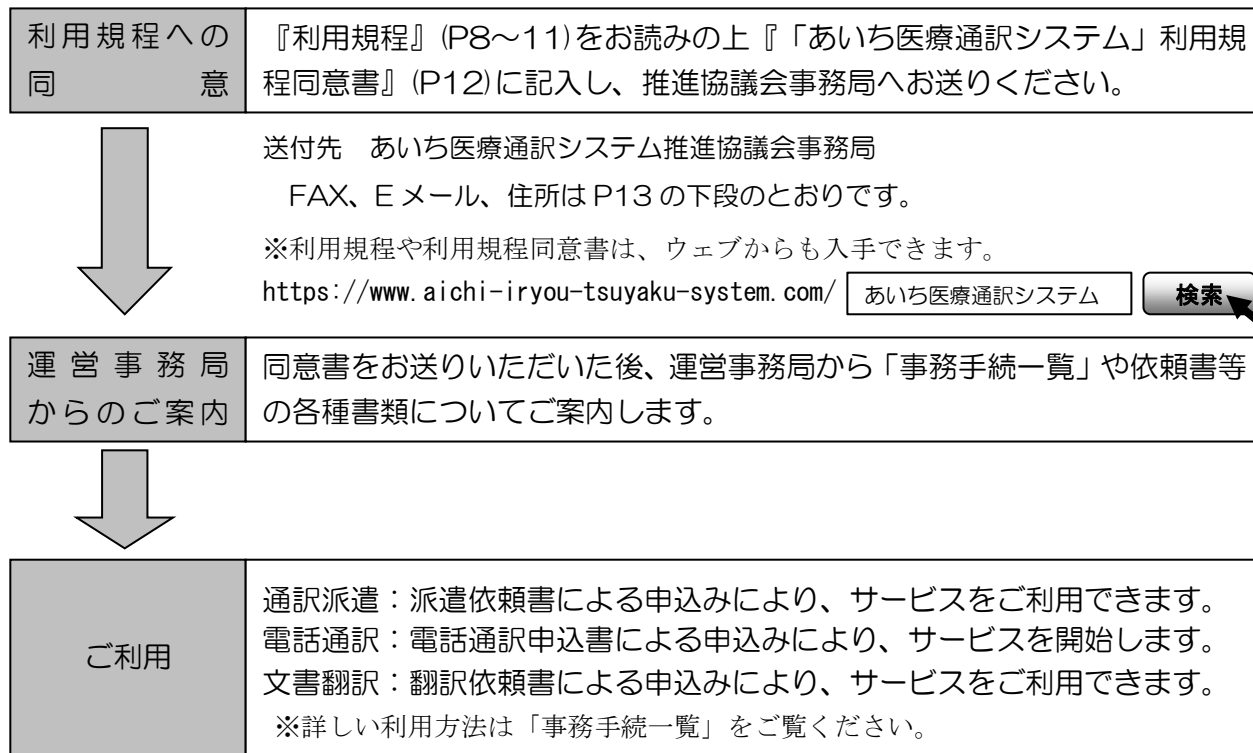 利用規程への
同意
『利用規程』(P8～11)をお読みの上『「あいち医療通訳システム」利用規
程同意書』(P12)に記入し、推進協議会事務局へお送りください。
送付先　あいち医療通訳システム推進協議会事務局
FAX、Eメール、住所はP13の下段のとおりです。
※利用規程や利用規程同意書は、ウェブからも入手できます。
https://www.aichi-iryou-tsuyaku-system.com/ あいち医療通訳システム 検索
運営事務局
からのご案内
同意書をお送りいただいた後、運営事務局から「事務手続一覧」や依頼書等
の各種書類についてご案内します。
ご利用
通訳派遣：派遣依頼書による申込みにより、サービスをご利用できます。
電話通訳：電話通訳申込書による申込みにより、サービスを開始します。
文書翻訳：翻訳依頼書による申込みにより、サービスをご利用できます。
※詳しい利用方法は「事務手続一覧」をご覧ください。